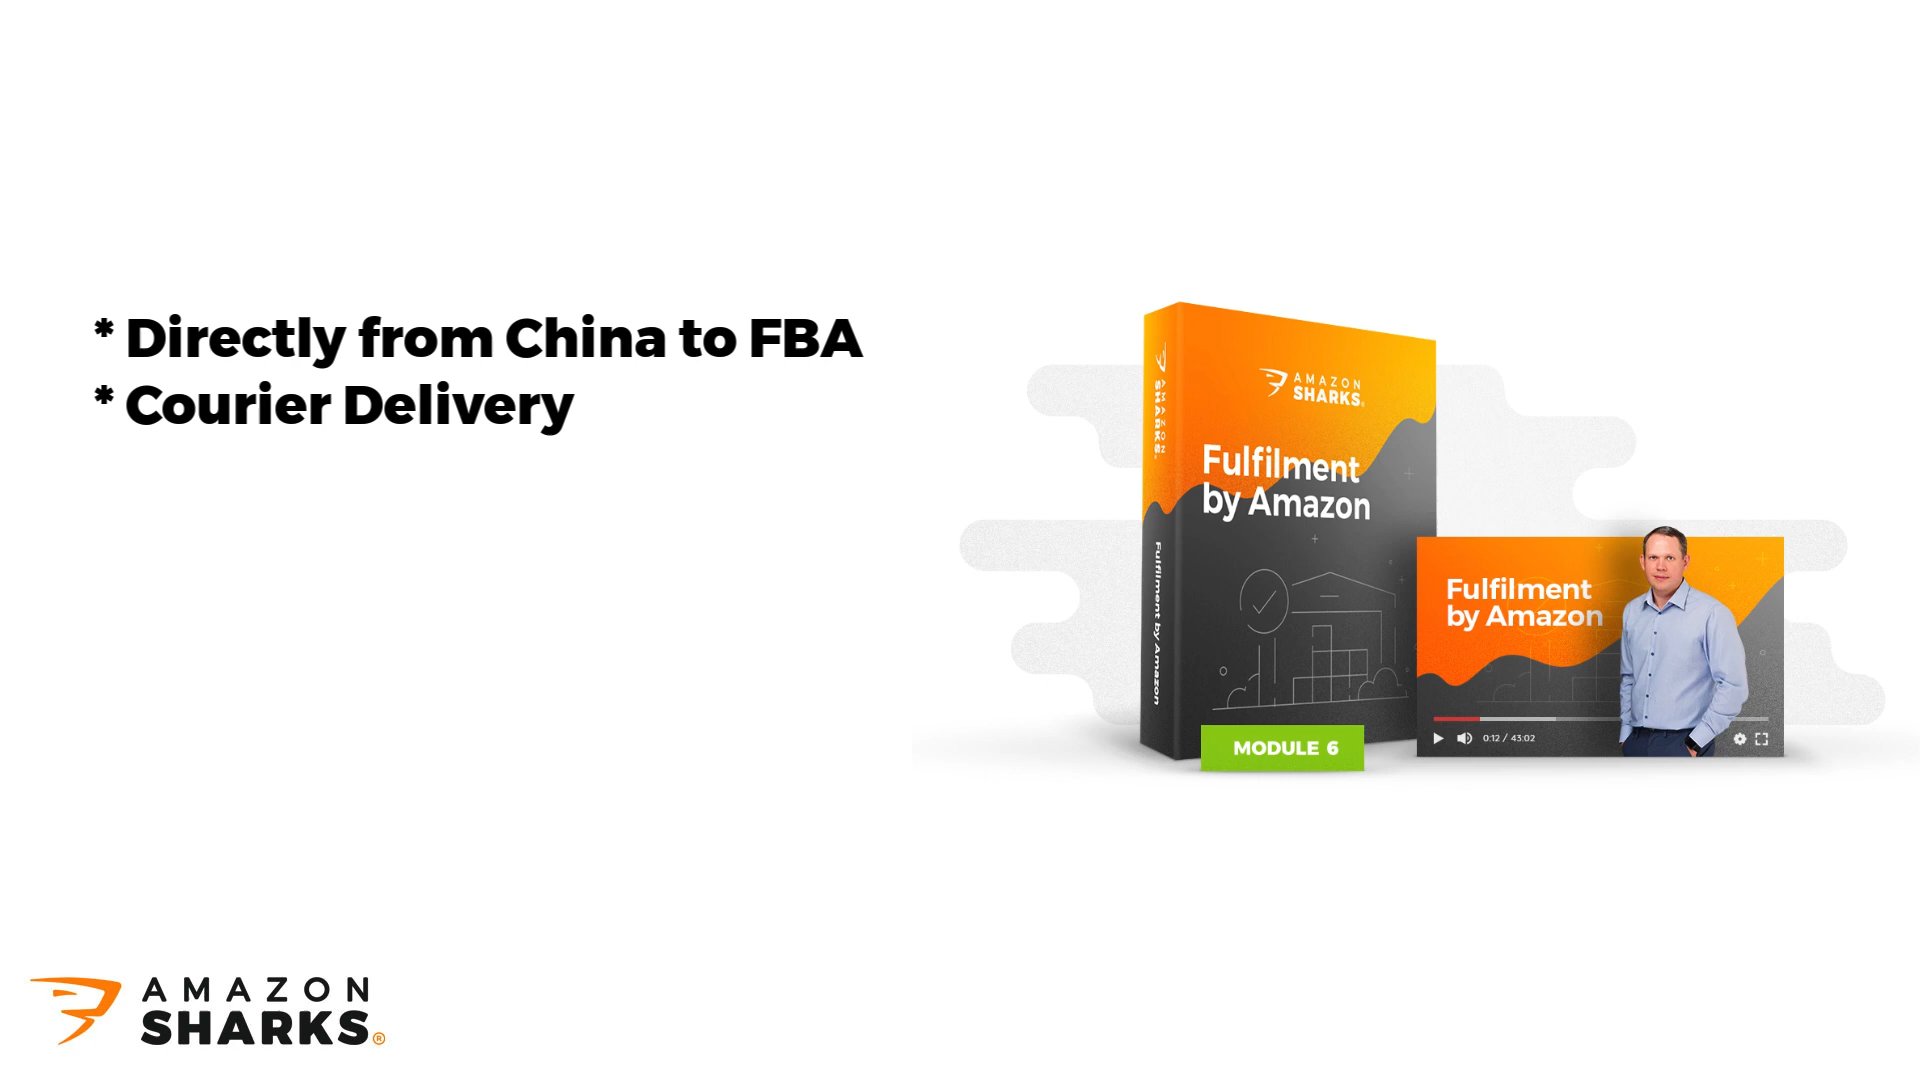 * Directly from China to FBA
* Courier Delivery
AMAZON
SHARKS®
Fulfilment
by Amazon
AMAZON
SHARKS.
Fulfilment by Amazon
MODULE 6
Fulfilment
by Amazon
0:12 / 43:02
AMAZON
SHARKS®